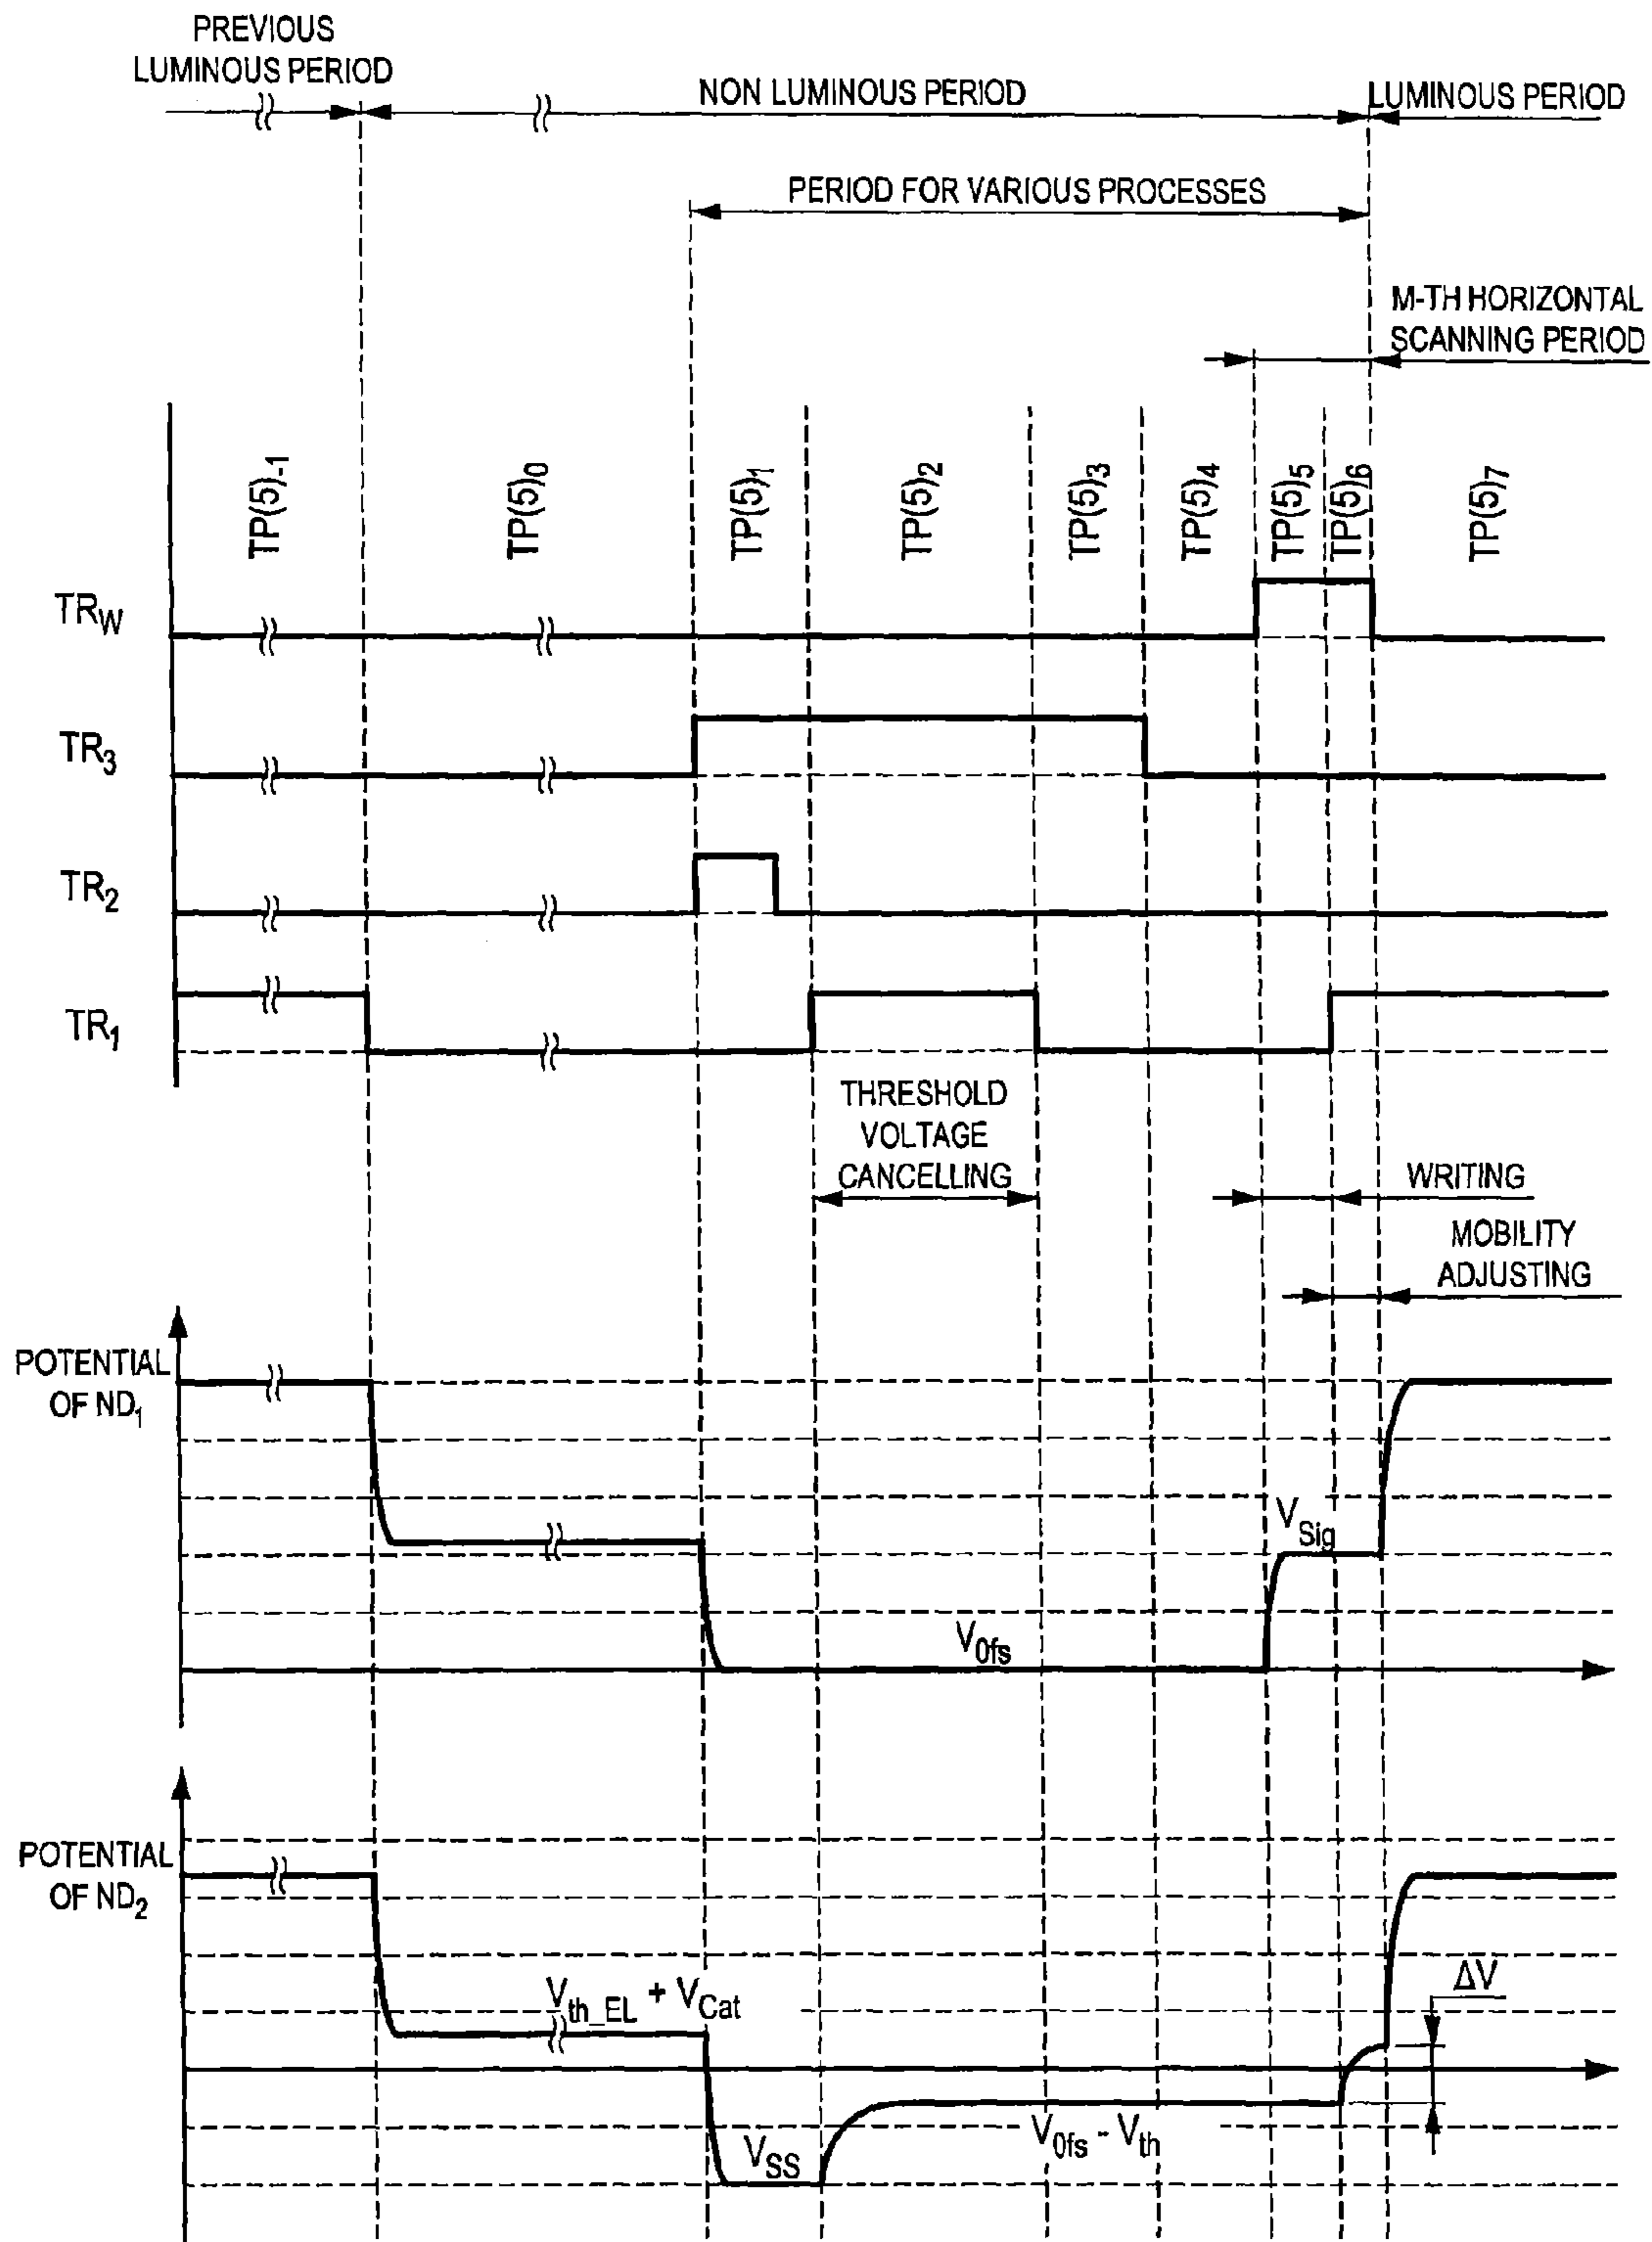 PREVIOUS
LUMINOUS PERIOD
NON LUMINOUS PERIOD
LUMINOUS PERIOD
PERIOD FOR VARIOUS PROCESSES
M-TH HORIZONTAL
SCANNING PERIOD
TP(5)-1
TP(5)0
TP(5)1
TP(5)2
TP(5)3
TP(5)4
TP(5)5
TP(5)6
TP(5)7
TRW
TR3
TR2
TR1
THRESHOLD
VOLTAGE
CANCELLING
WRITING
MOBILITY
ADJUSTING
POTENTIAL
OF ND1
VSig
V0fs
POTENTIAL
OF ND2
Vth_EL + VCat
ΔV
VSS
V0fs - Vth